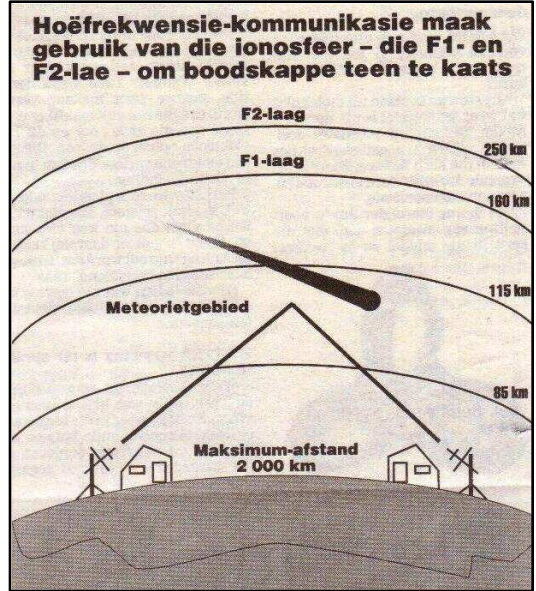 Hoëfrekwensie-kommunikasie maak
gebruik van die ionosfeer – die F1- en
F2-lae – om boodskappe teen te kaats
F2-laag
250 km
F1-laag
160 km
115 km
Meteorietgebied
85 km
Maksimum-afstand
2 000 km